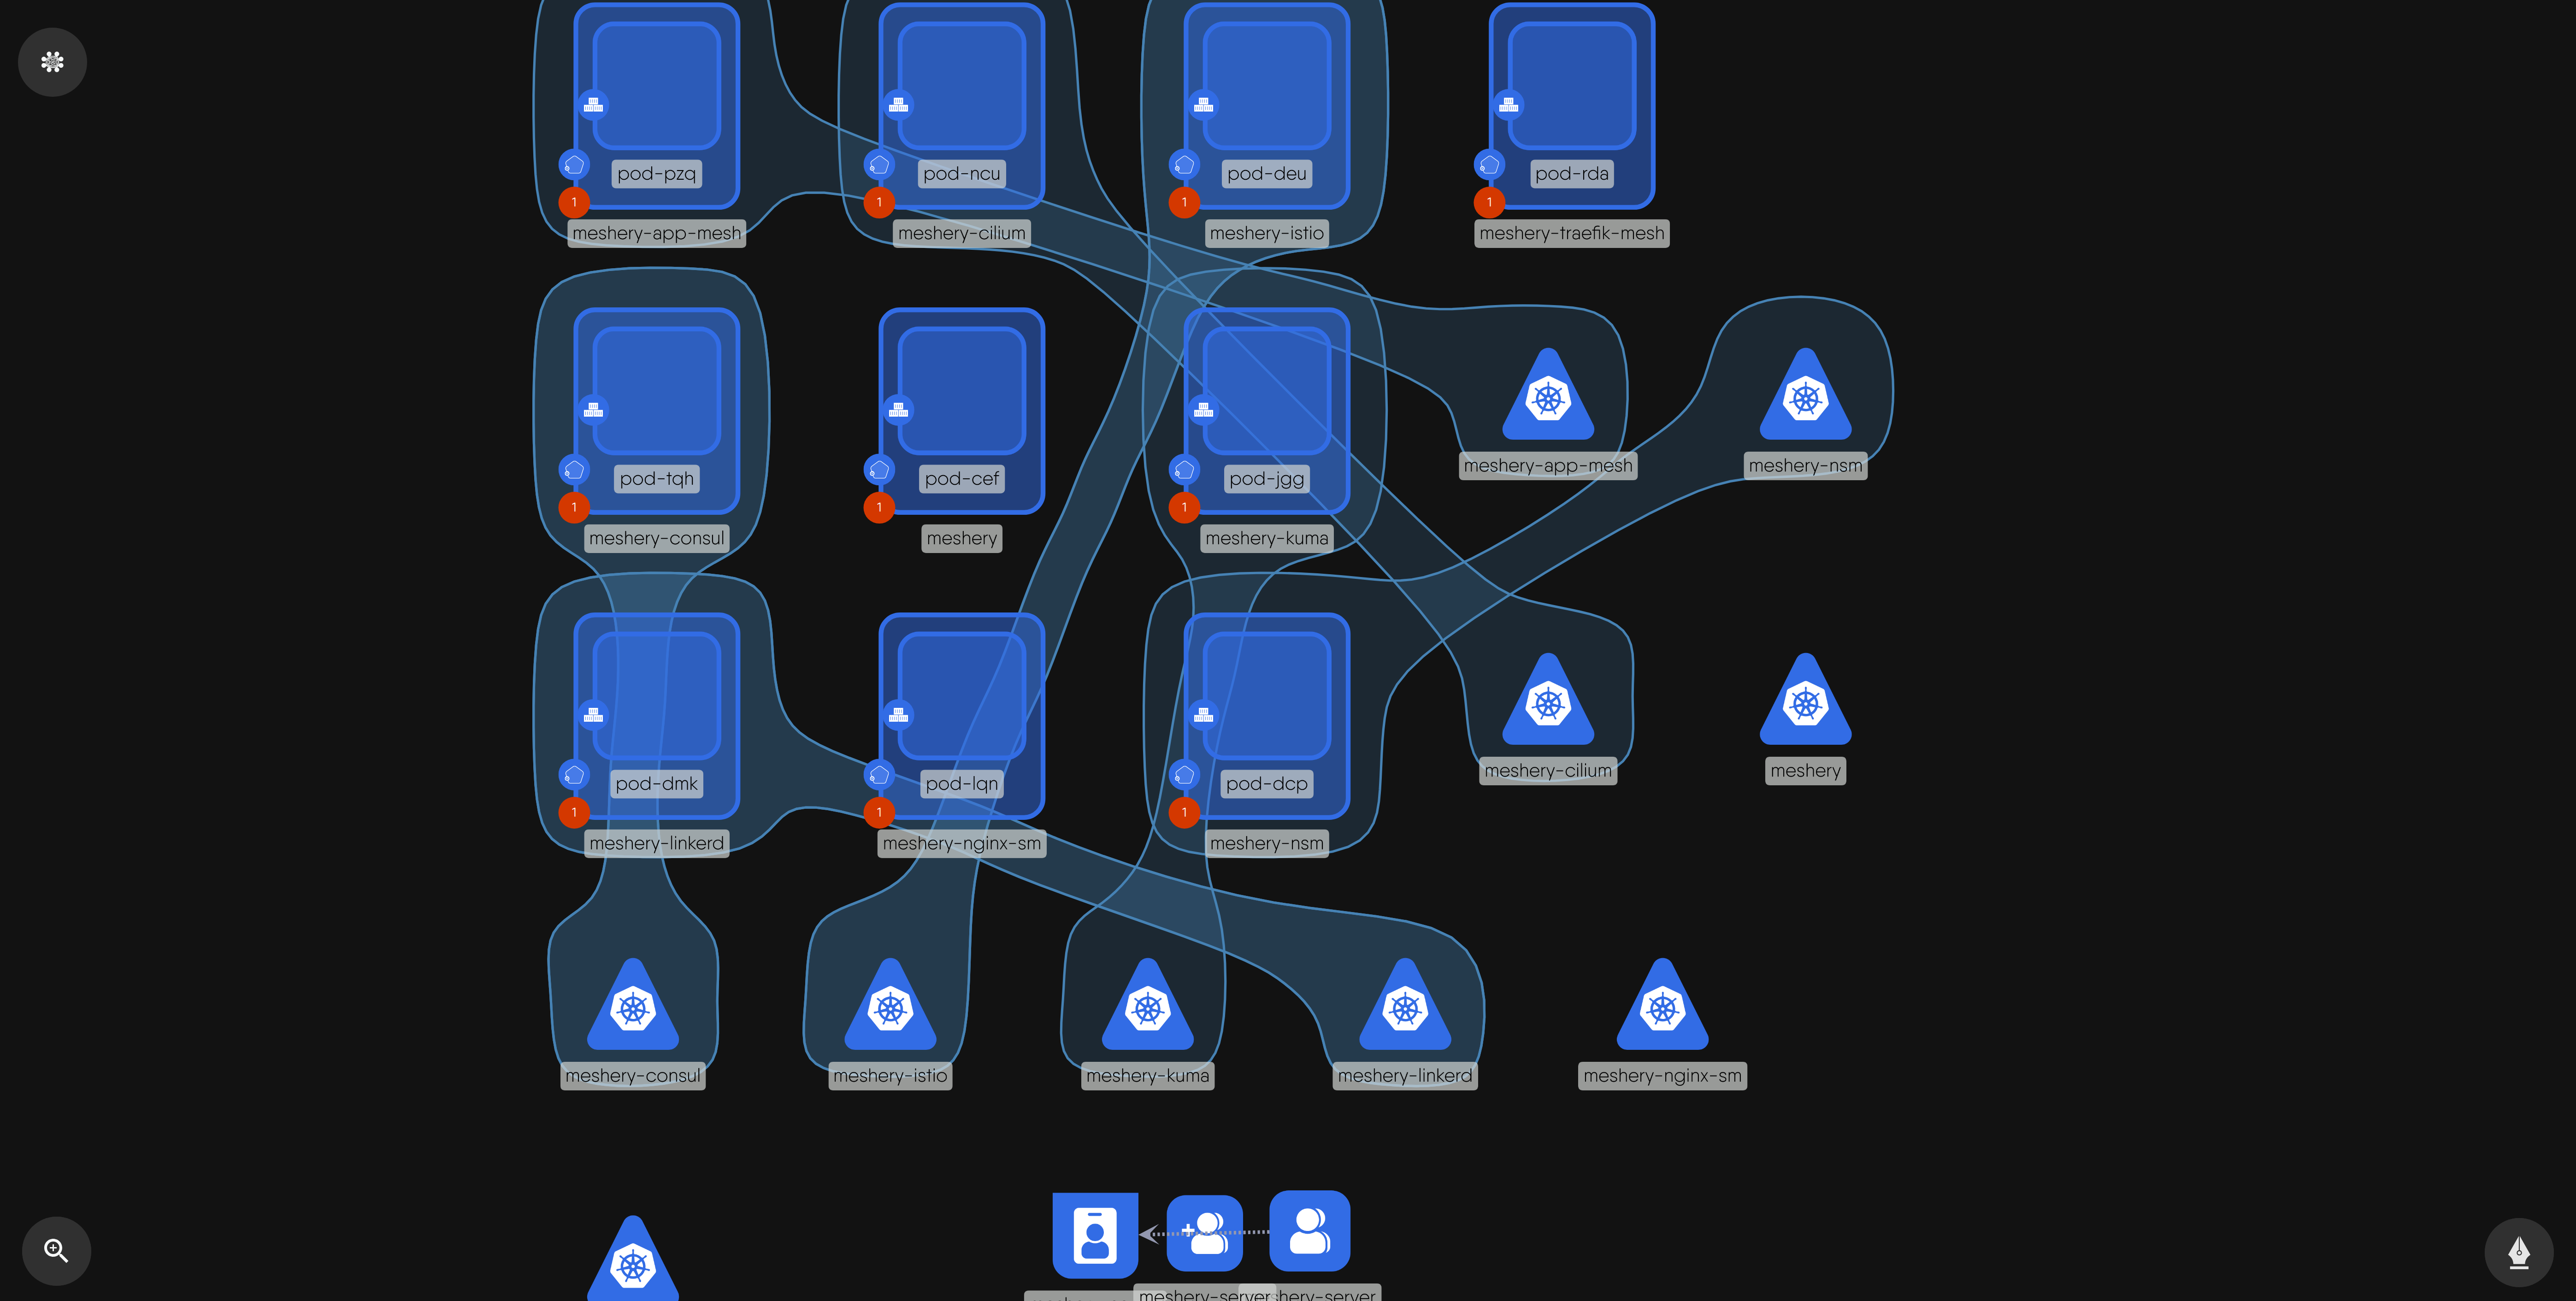 pod-pzq
pod-ncu
pod-deu
pod-rda
1
1
1
1
meshery-app-mesh
meshery-cilium
meshery-istio
meshery-traefik-mesh
pod-tqh
pod-cef
pod-jgg
meshery-app-mesh
meshery-nsm
1
1
1
meshery-consul
meshery
meshery-kuma
pod-dmk
pod-lqn
pod-dcp
meshery-cilium
meshery
1
1
1
meshery-linkerd
meshery-nginx-sm
meshery-nsm
meshery-consul
meshery-istio
meshery-kuma
meshery-linkerd
meshery-nginx-sm
meshery-server
hery-server